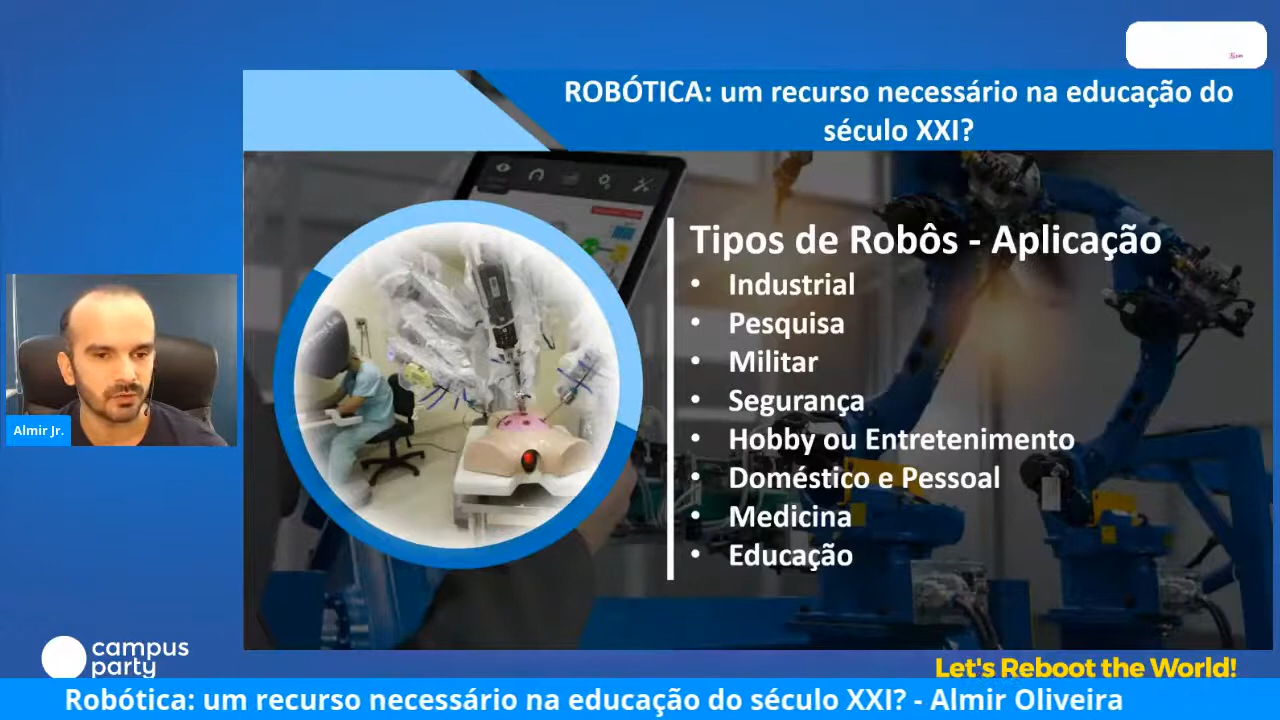 ROBÓTICA: um recurso necessário na educação do
século XXI?
Tipos de Robôs - Aplicação
• Industrial
• Pesquisa
• Militar
• Segurança
• Hobby ou Entretenimento
• Doméstico e Pessoal
• Medicina
• Educação
Almir Jr.
campus
party
Let's Reboot the World!
Robótica: um recurso necessário na educação do século XXI? - Almir Oliveira